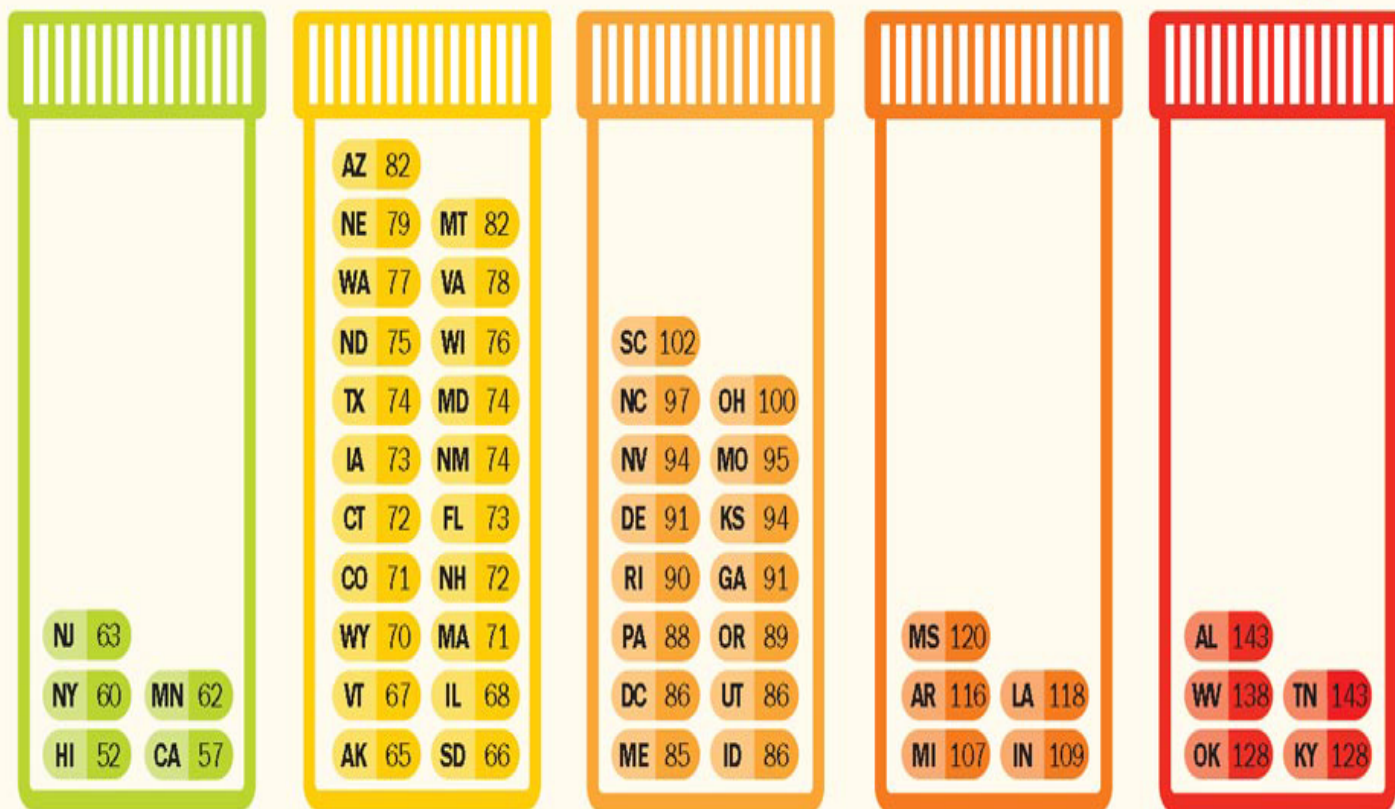 NJ 63
NY 60 MN 62
HI 52 CA 57
AZ 82
NE 79 MT 82
WA 77 VA 78
ND 75 WI 76
TX 74 MD 74
IA 73 NM 74
CT 72 FL 73
CO 71 NH 72
WY 70 MA 71
VT 67 IL 68
AK 65 SD 66
SC 102
NC 97 OH 100
NV 94 MO 95
DE 91 KS 94
RI 90 GA 91
PA 88 OR 89
DC 86 UT 86
ME 85 ID 86
MS 120
AR 116 LA 118
MI 107 IN 109
AL 143
WV 138 TN 143
OK 128 KY 128